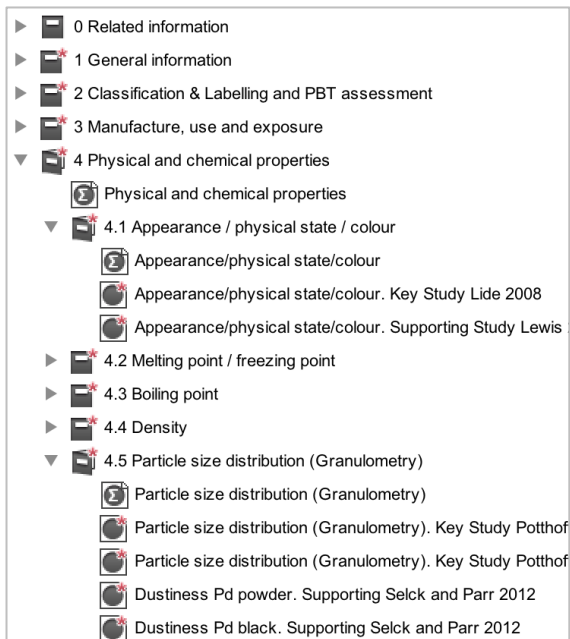 0 Related information
1 General information
2 Classification & Labelling and PBT assessment
3 Manufacture, use and exposure
4 Physical and chemical properties
Physical and chemical properties
4.1 Appearance / physical state / colour
Appearance/physical state/colour
Appearance/physical state/colour. Key Study Lide 2008
Appearance/physical state/colour. Supporting Study Lewis
4.2 Melting point / freezing point
4.3 Boiling point
4.4 Density
4.5 Particle size distribution (Granulometry)
Particle size distribution (Granulometry)
Particle size distribution (Granulometry). Key Study Potthof
Particle size distribution (Granulometry). Key Study Potthof
Dustiness Pd powder. Supporting Selck and Parr 2012
Dustiness Pd black. Supporting Selck and Parr 2012